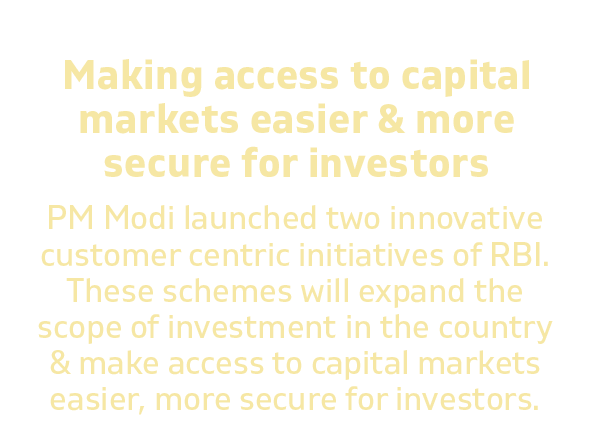 Making access to capital
markets easier & more
secure for investors
PM Modi launched two innovative
customer centric initiatives of RBI.
These schemes will expand the
scope of investment in the country
& make access to capital markets
easier, more secure for investors.